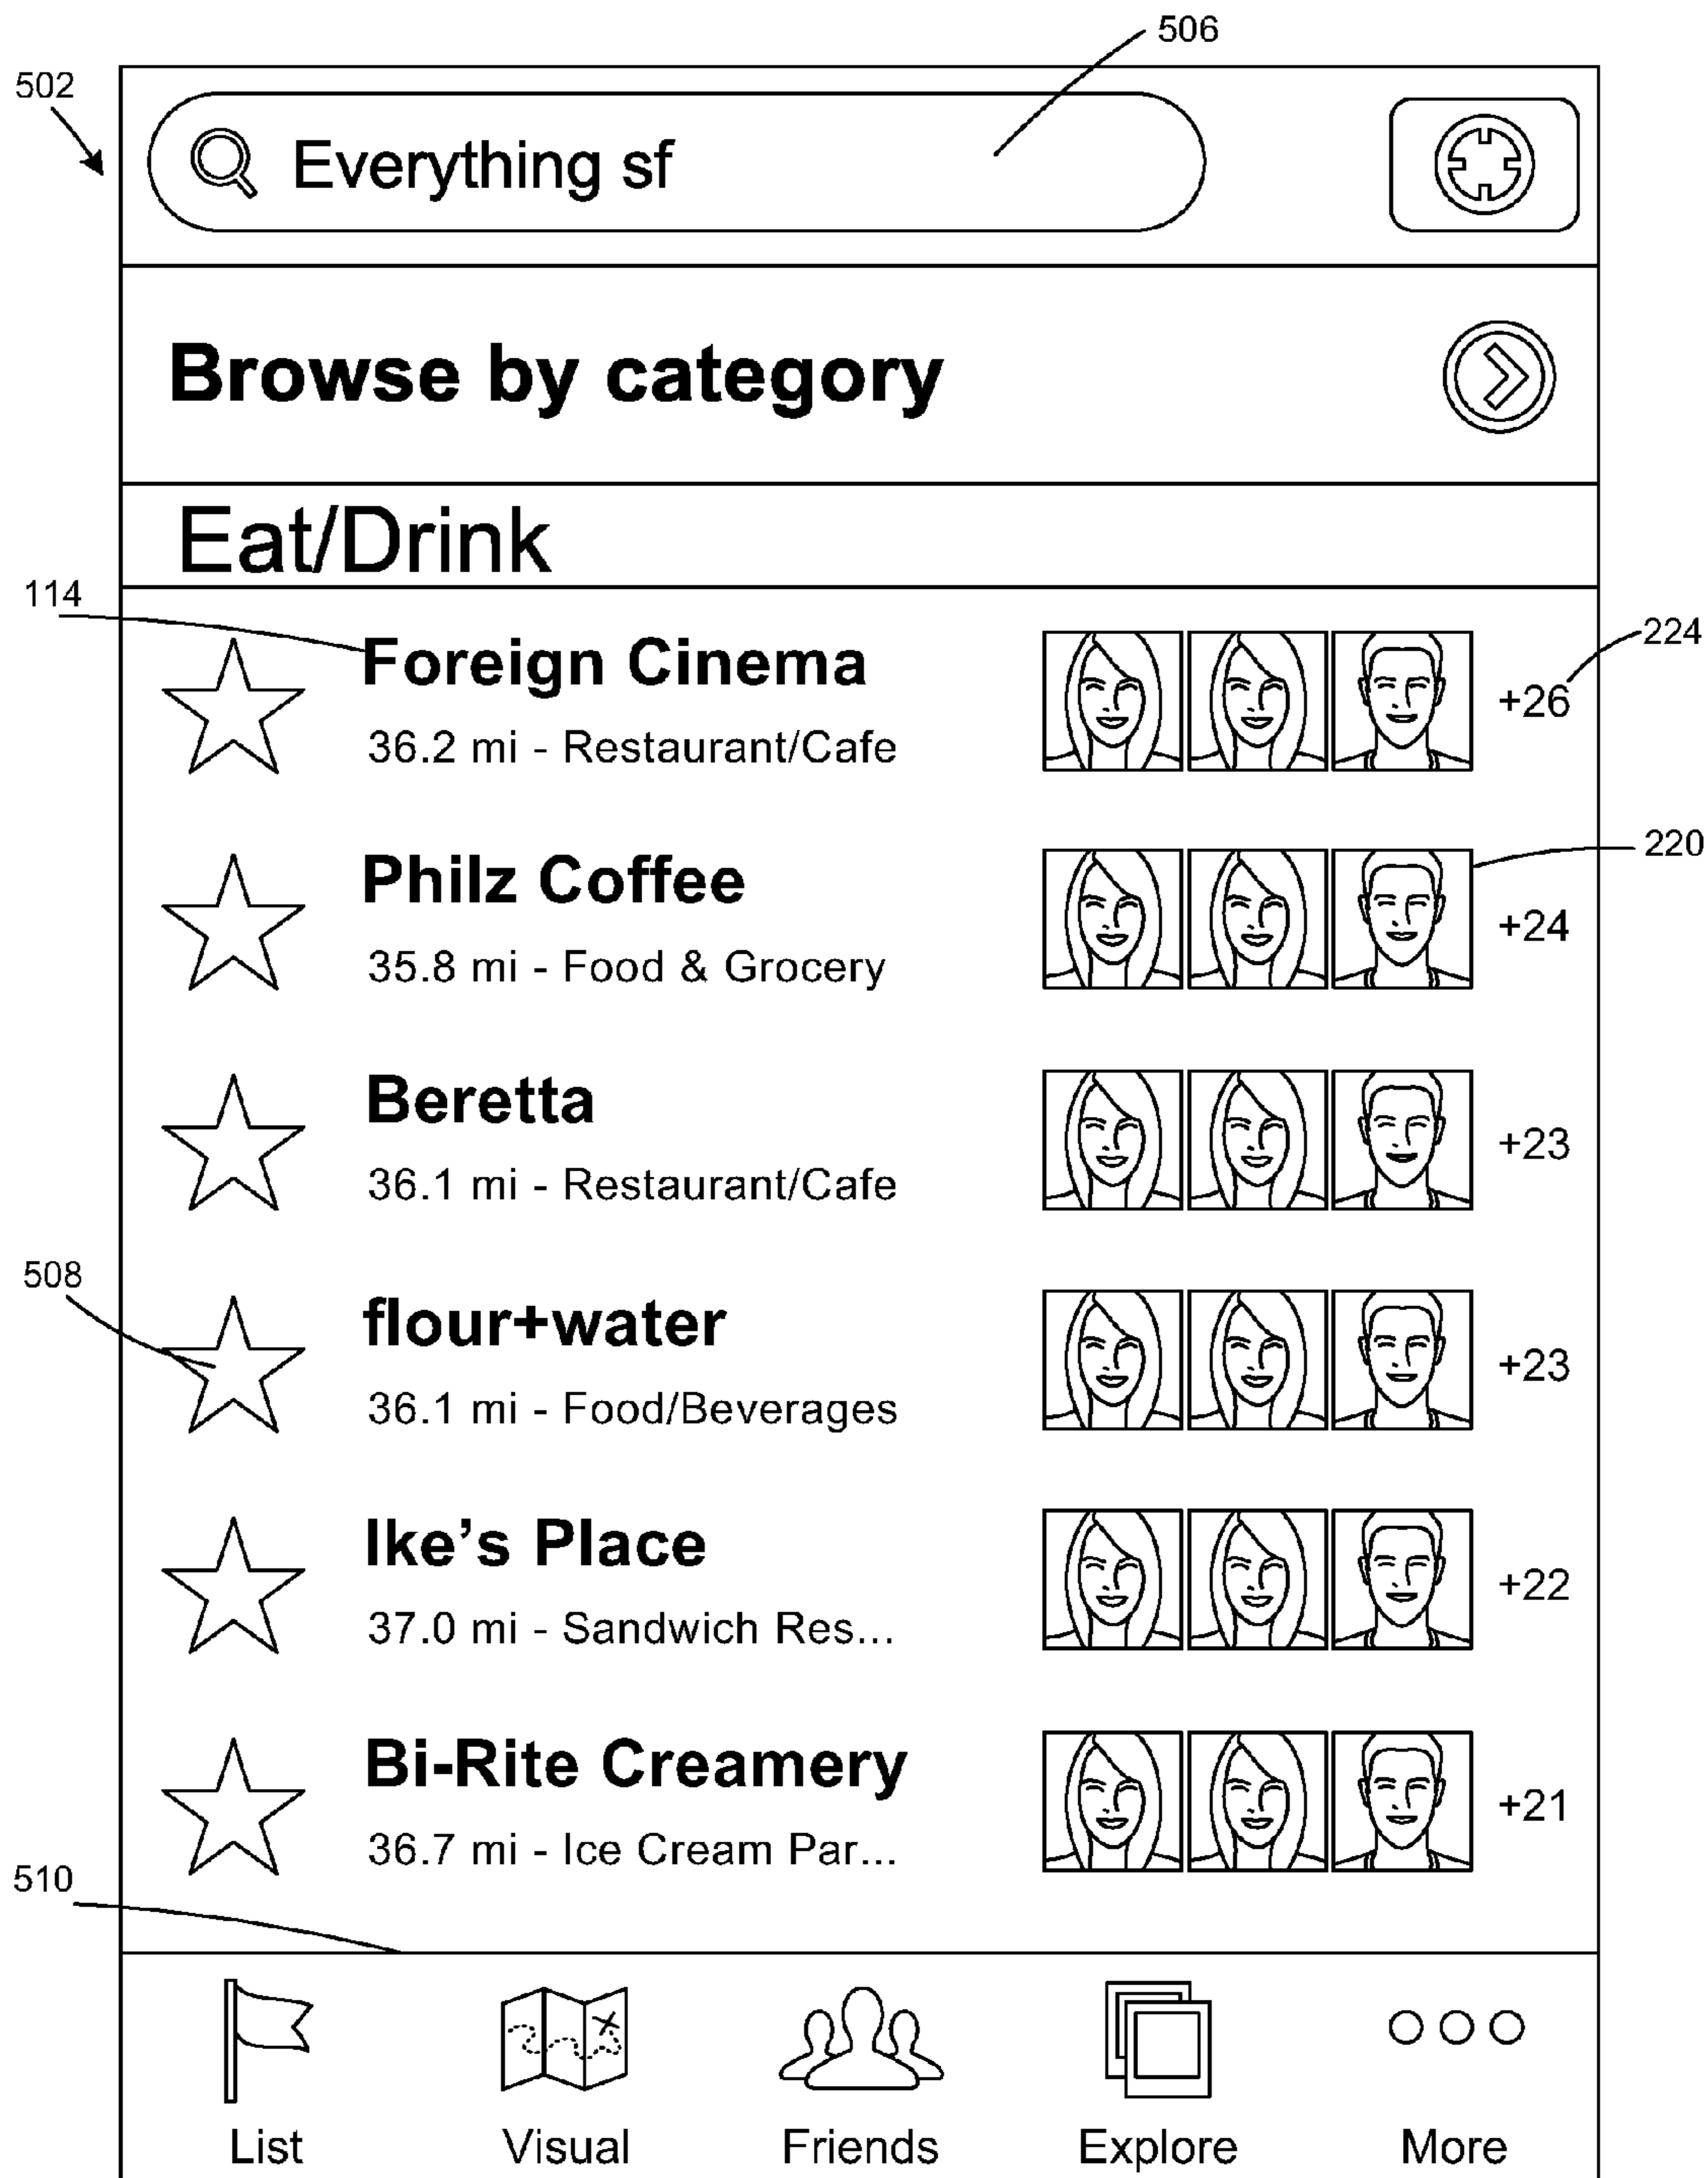 506
502
Everything sf
Browse by category
Eat/Drink
114
Foreign Cinema
224
+26
36.2 mi - Restaurant/Cafe
220
Philz Coffee
+24
35.8 mi - Food & Grocery
Beretta
+23
36.1 mi - Restaurant/Cafe
508
flour+water
+23
36.1 mi - Food/Beverages
Ike’s Place
+22
37.0 mi - Sandwich Res...
Bi-Rite Creamery
+21
36.7 mi - Ice Cream Par...
510
List Visual Friends Explore More